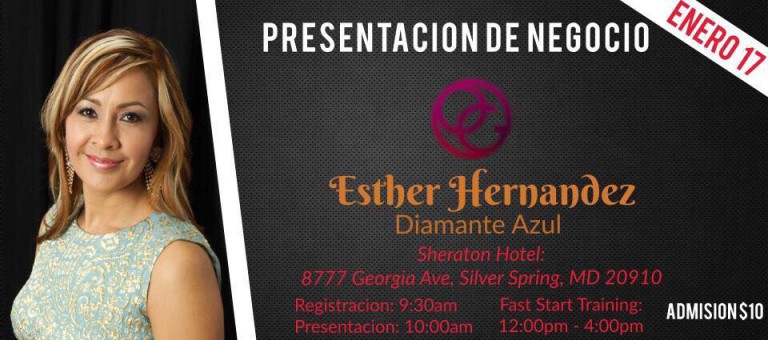 PRESENTACION DE NEGOCIO
ENERO 17
Esther Hernandez
Diamante Azul
Sheraton Hotel:
8777 Georgia Ave, Silver Spring, MD 20910
Registracion: 9:30am
Presentacion: 10:00am
Fast Start Training:
12:00pm - 4:00pm
ADMISION $10